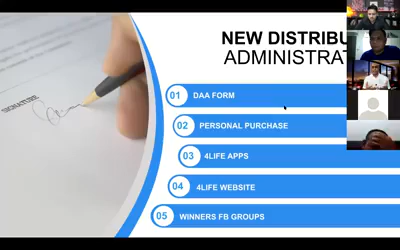 NEW DISTRIBU
ADMINISTRAT
SIGNATURE
01 DAA FORM
02 PERSONAL PURCHASE
03 4LIFE APPS
04 4LIFE WEBSITE
05 WINNERS FB GROUPS